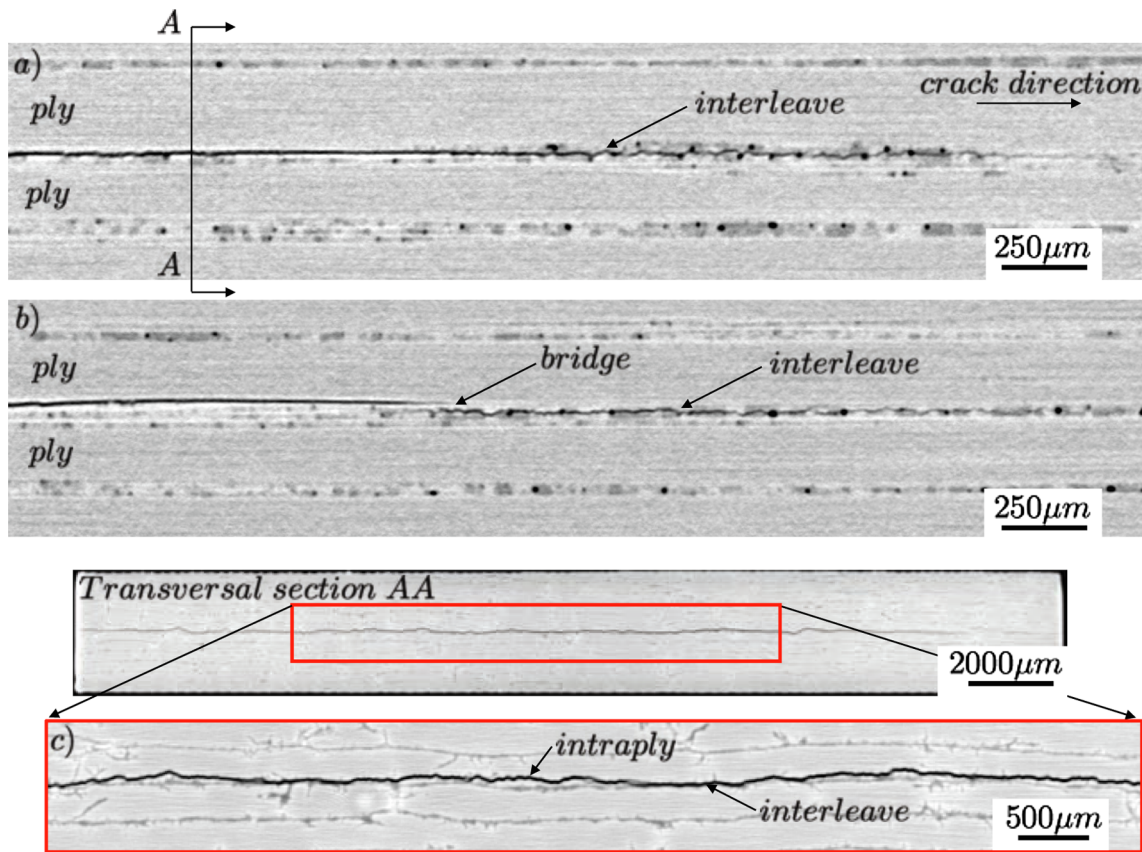 A
a)
ply
interleave
crack direction
ply
A
250μm
b)
ply
bridge
interleave
ply
250μm
Transversal section AA
2000μm
c)
intraply
interleave
500μm